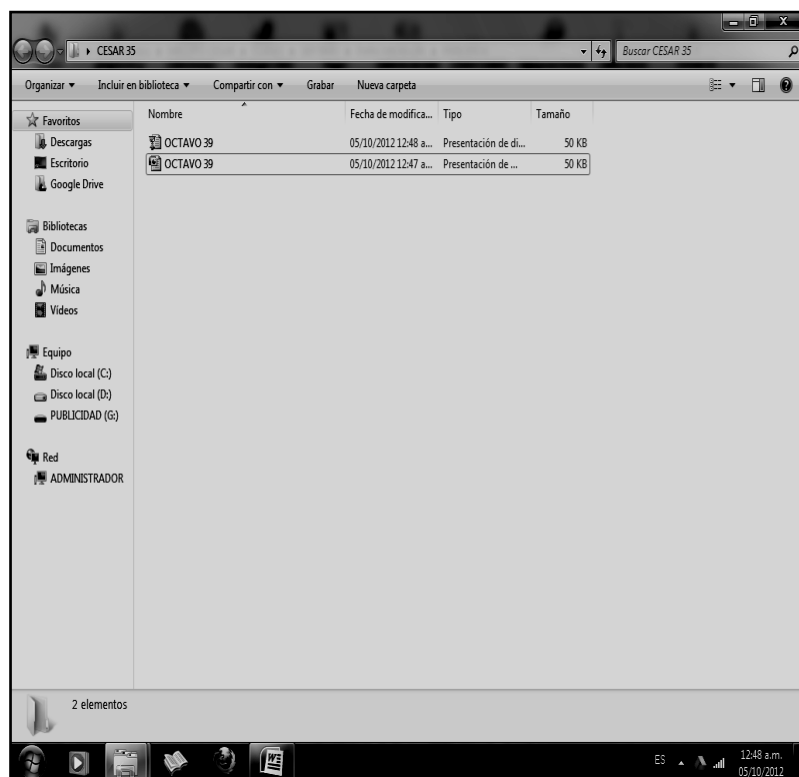 CESAR 35
Buscar CESAR 35
Organizar Incluir en biblioteca Compartir con Grabar Nueva carpeta
Nombre Fecha de modifica... Tipo Tamaño
OCTAVO 39 05/10/2012 12:48 a... Presentación de di... 50 KB
OCTAVO 39 05/10/2012 12:47 a... Presentación de ... 50 KB
Favoritos
Descargas
Escritorio
Google Drive
Bibliotecas
Documentos
Imágenes
Música
Vídeos
Equipo
Disco local (C:)
Disco local (D:)
PUBLICIDAD (G:)
Red
ADMINISTRADOR
2 elementos
ES 12:48 a.m.
05/10/2012